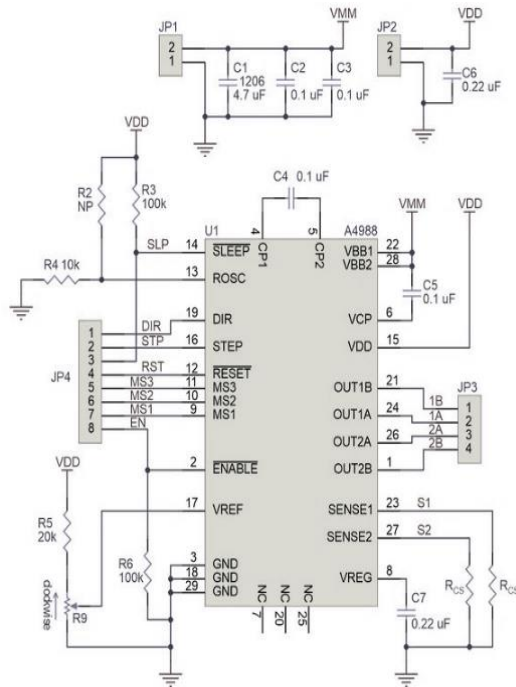 JP1
2
1
VMM
C1
1206
4.7 uF
C2
0.1 uF
C3
0.1 uF
JP2
2
1
VDD
C6
0.22 uF
VDD
R2
NP
R3
100k
R4 10k
SLP
C4 0.1 uF
U1
A4988
4
5
CP1
CP2
14
SLEEP
13
ROSC
19
DIR
16
STEP
12
RESET
11
MS3
10
MS2
9
MS1
2
ENABLE
17
VREF
3
GND
18
GND
29
GND
NC
7
NC
20
NC
25
VBB1
22
VBB2
28
VCP
6
VDD
15
OUT1B
21
OUT1A
24
OUT2A
26
OUT2B
1
SENSE1
23
SENSE2
27
VREG
8
VMM
VDD
C5
0.1 uF
JP3
1B
1
1A
2
2A
3
2B
4
S1
S2
RCS
RCS
C7
0.22 uF
JP4
1
2
3
4
5
6
7
8
DIR
STP
RST
MS3
MS2
MS1
EN
VDD
R5
20k
R6
100k
clockwise
R9